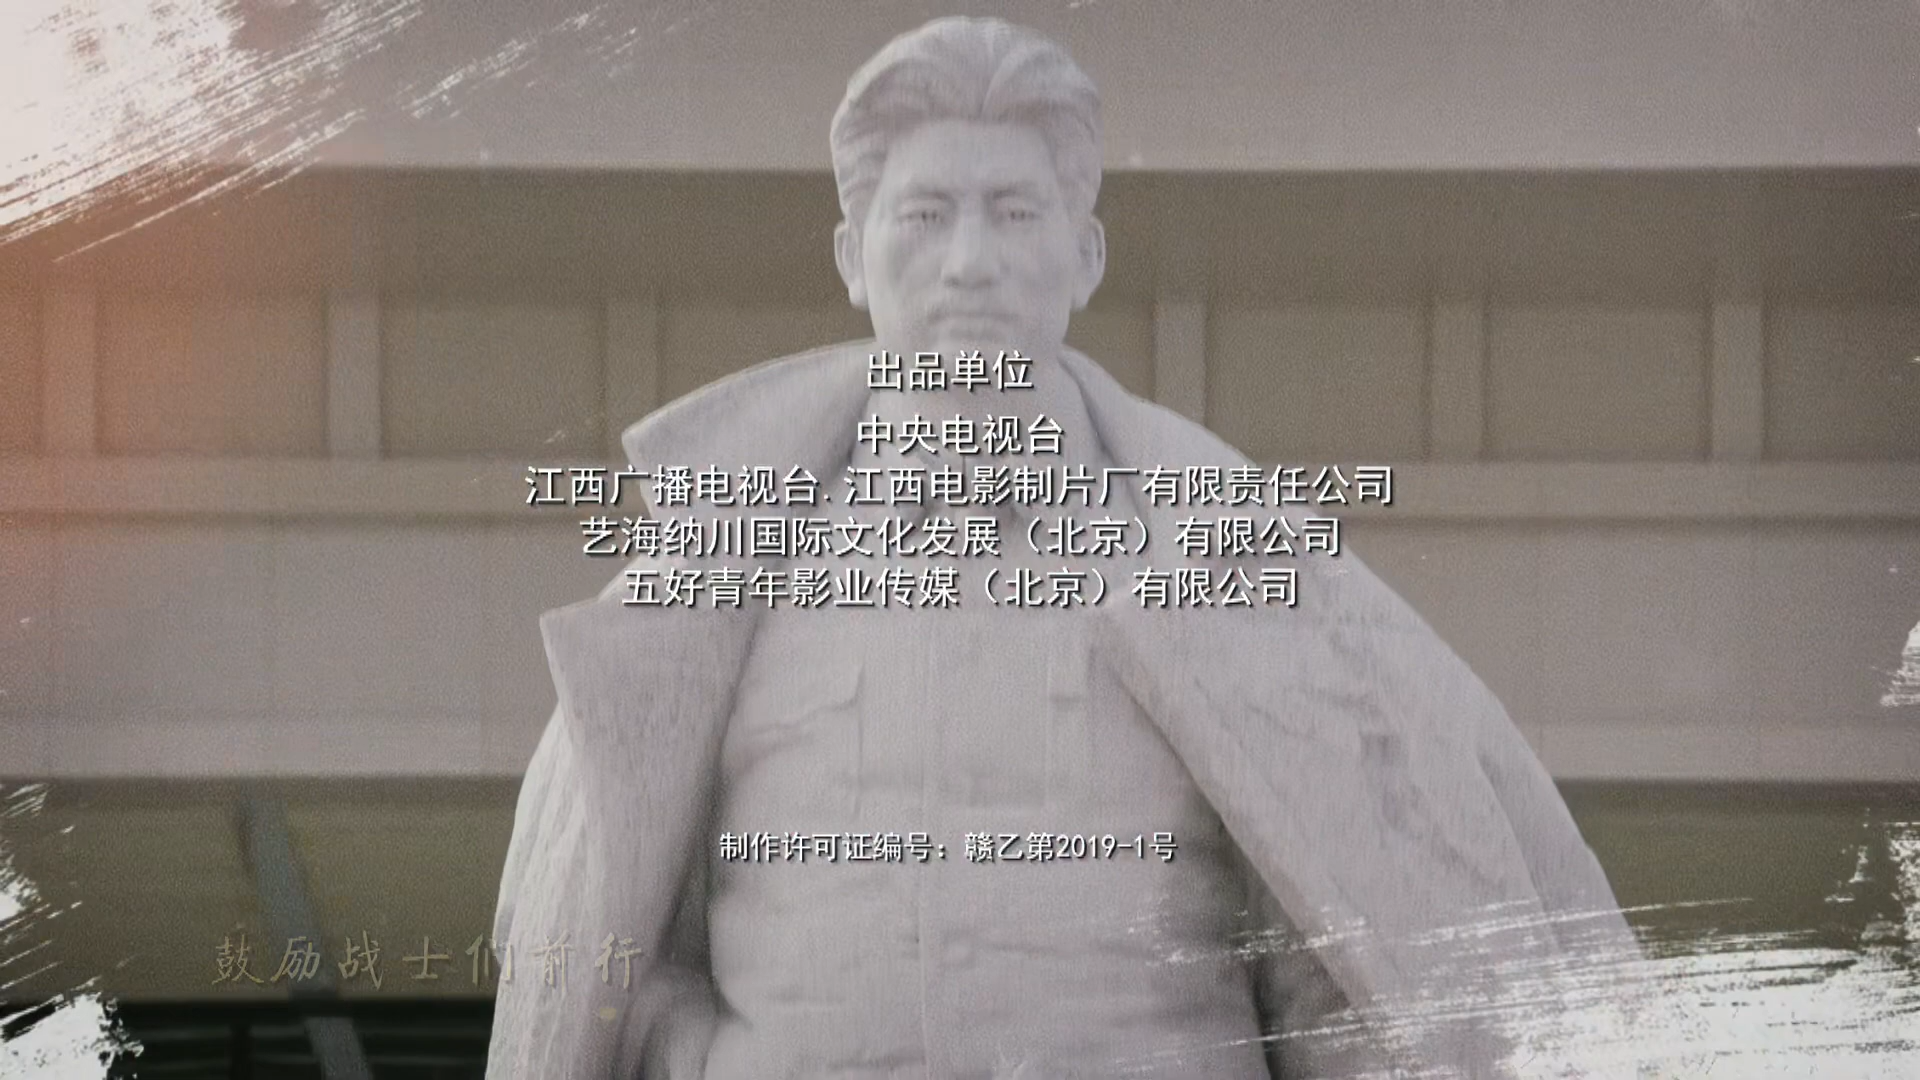 出品单位
中央电视台
江西广播电视台.江西电影制片厂有限责任公司
艺海纳川国际文化发展（北京）有限公司
五好青年影业传媒（北京）有限公司
制作许可证编号：赣乙第2019-1号
鼓励战士们前行